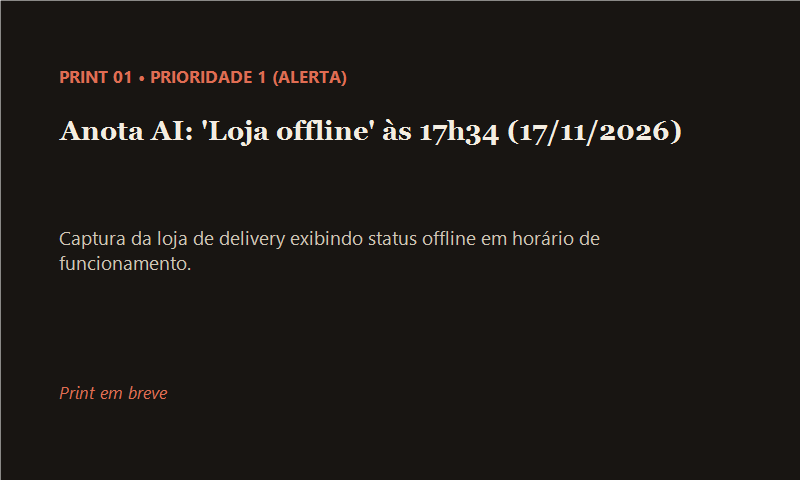 PRINT 01 • PRIORIDADE 1 (ALERTA)
Anota AI: 'Loja offline' às 17h34 (17/11/2026)
Captura da loja de delivery exibindo status offline em horário de
funcionamento.
Print em breve